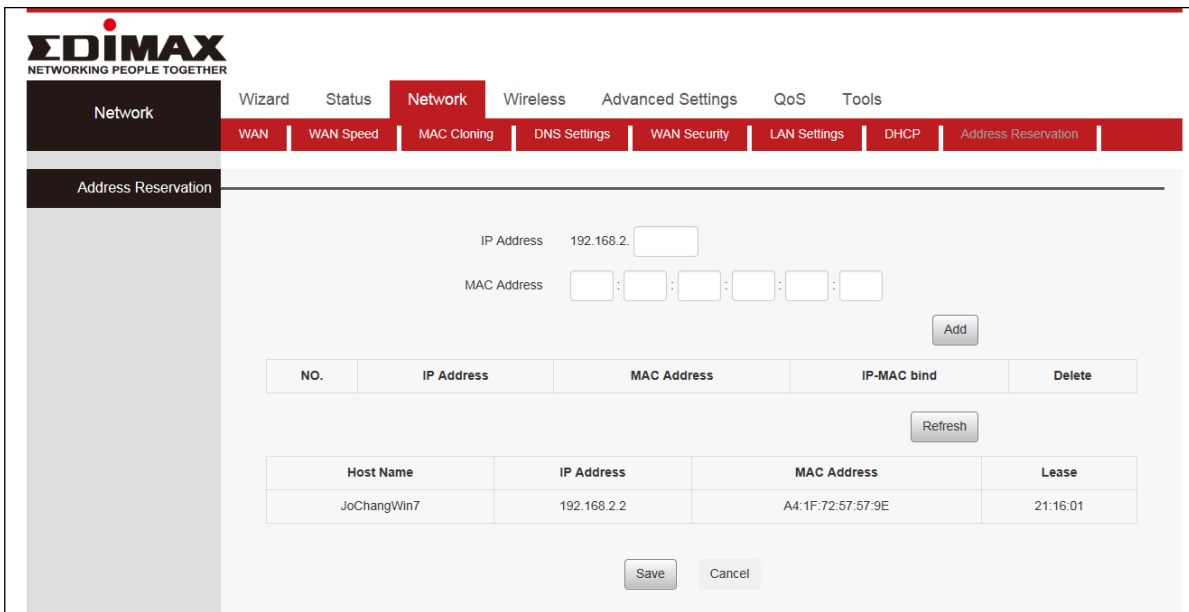 EDIMAX
NETWORKING PEOPLE TOGETHER
Network
Wizard Status Network Wireless Advanced Settings QoS Tools
WAN WAN Speed MAC Cloning DNS Settings WAN Security LAN Settings DHCP Address Reservation
Address Reservation
IP Address 192.168.2.
MAC Address : : : : :
Add
NO. IP Address MAC Address IP-MAC bind Delete
Refresh
Host Name IP Address MAC Address Lease
JoChangWin7 192.168.2.2 A4:1F:72:57:57:9E 21:16:01
Save Cancel